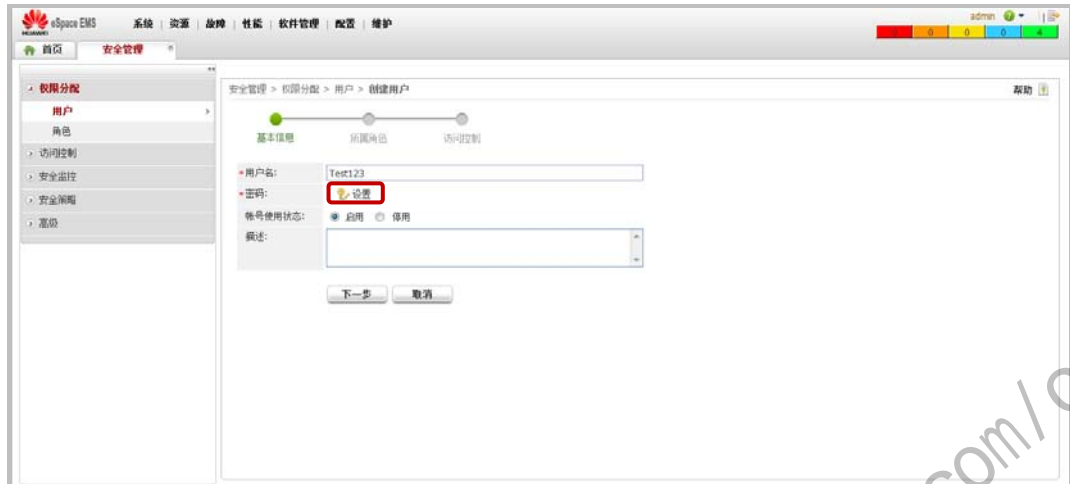 HUAWEI
eSpace EMS 系统 | 资源 | 故障 | 性能 | 软件管理 | 配置 | 维护
admin
0 0 0 4
首页 安全管理
权限分配
用户
角色
访问控制
安全监控
安全策略
高级
安全管理 > 权限分配 > 用户 > 创建用户
帮助
基本信息 所属角色 访问控制
*用户名: Test123
*密码: 设置
帐号使用状态: 启用 停用
描述:
下一步 取消
com/